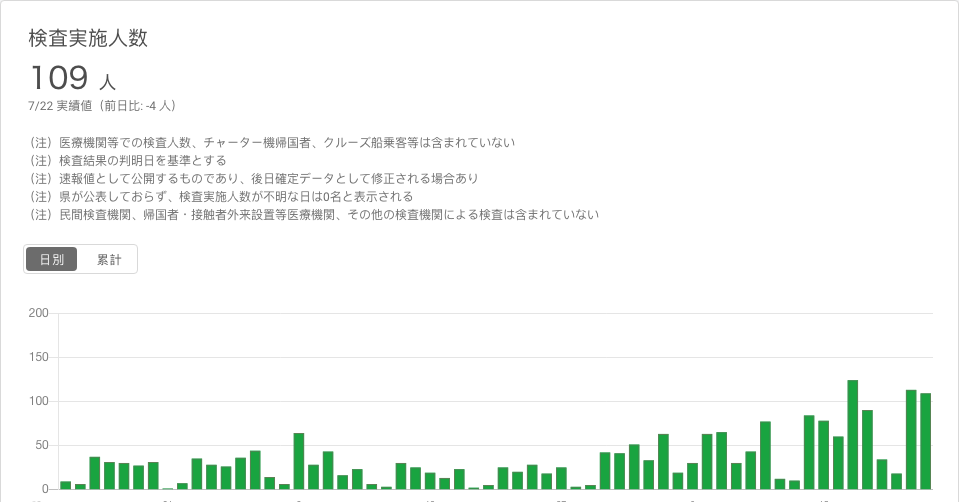 検査実施人数
109 人
7/22 実績値（前日比: -4 人）
（注）医療機関等での検査人数、チャーター機帰国者、クルーズ船乗客等は含まれていない
（注）検査結果の判明日を基準とする
（注）速報値として公開するものであり、後日確定データとして修正される場合あり
（注）県が公表しておらず、検査実施人数が不明な日は0名と表示される
（注）民間検査機関、帰国者・接触者外来設置等医療機関、その他の検査機関による検査は含まれていない
日別 累計
200
150
100
50
0